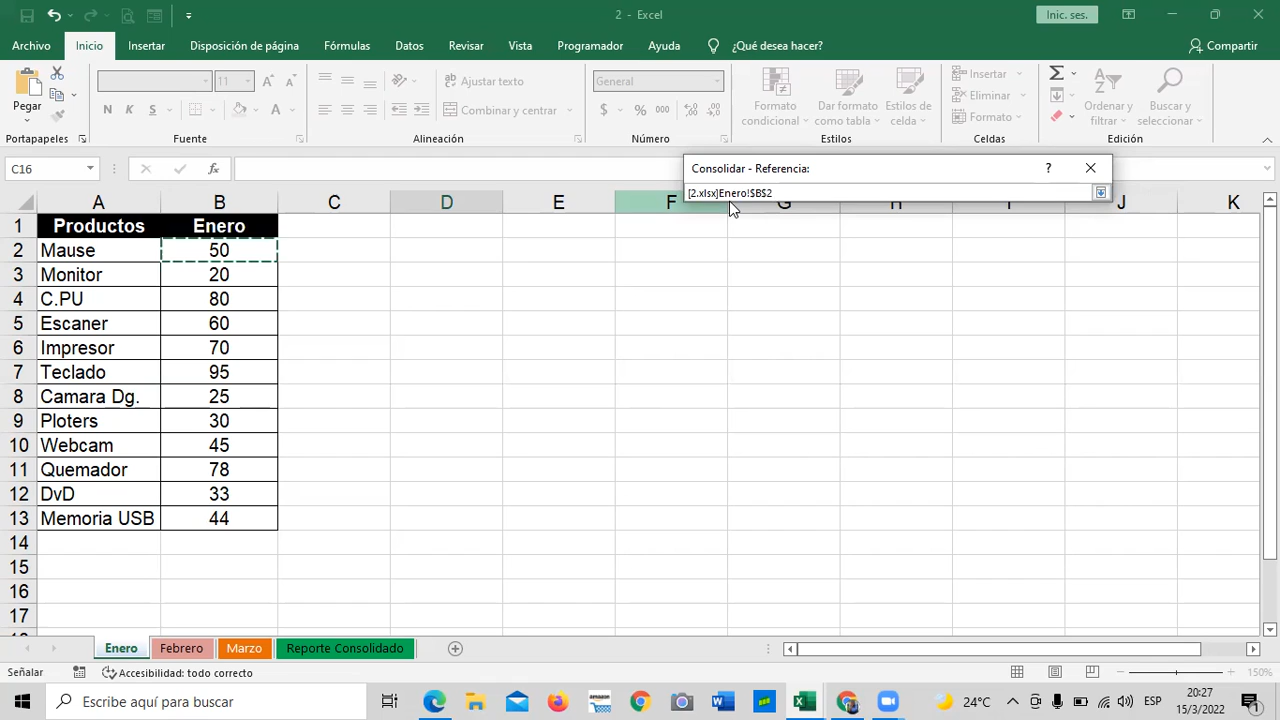 2 - Excel
Inic. ses.
Archivo Inicio Insertar Disposición de página Fórmulas Datos Revisar Vista Programador Ayuda ¿Qué desea hacer? Compartir
Pegar
11
N K S
A A
Ajustar texto
Combinar y centrar
General
$ % 000
Formato condicional
Dar formato como tabla
Estilos de celda
Insertar
Eliminar
Formato
Ordenar y filtrar
Buscar y seleccionar
Portapapeles Fuente Alineación Número Estilos Celdas Edición
C16
fx
Consolidar - Referencia: ?
[2.xlsx]Enero!$B$2
A B C D E F G H I J K
1 Productos Enero
2 Mause 50
3 Monitor 20
4 C.PU 80
5 Escaner 60
6 Impresor 70
7 Teclado 95
8 Camara Dg. 25
9 Ploters 30
10 Webcam 45
11 Quemador 78
12 DvD 33
13 Memoria USB 44
14
15
16
17
Enero Febrero Marzo Reporte Consolidado
Señalar Accesibilidad: todo correcto 150%
Escribe aquí para buscar
amazon
24°C ESP 20:27
15/3/2022